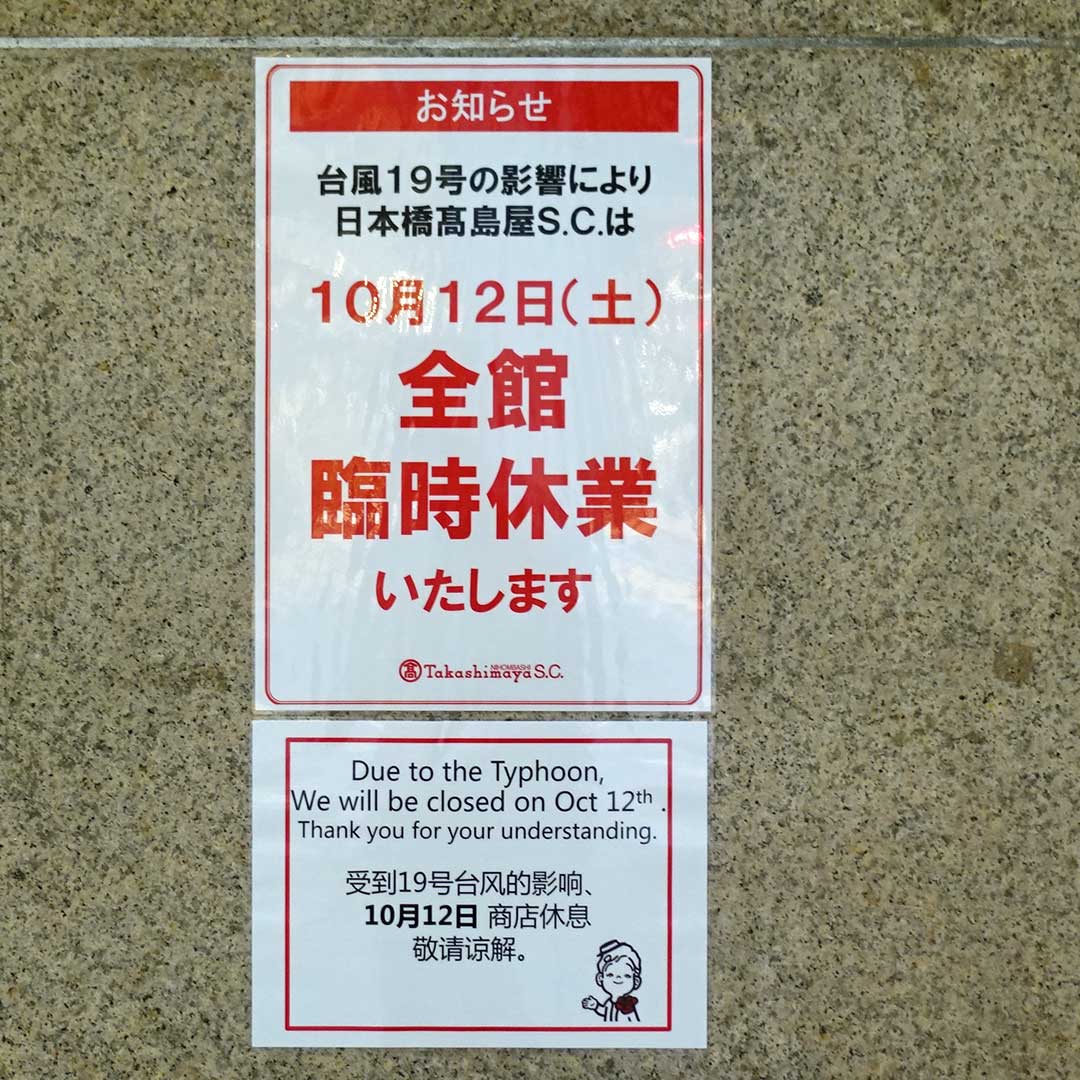 お知らせ
台風19号の影響により
日本橋髙島屋S.C.は
10月12日(土)
全館
臨時休業
いたします
NIHOMBASHI
髙 Takashimaya S.C.
Due to the Typhoon,
We will be closed on Oct 12th .
Thank you for your understanding.
受到19号台风的影响、
10月12日 商店休息
敬请谅解。